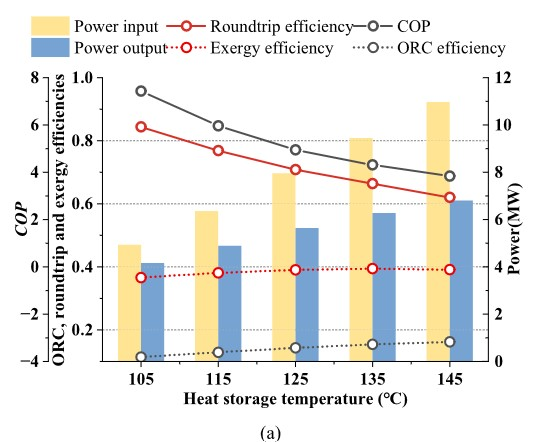 Power input Roundtrip efficiency COP
Power output Exergy efficiency ORC efficiency
8 1.0 12
6 10
0.8
4 8
2 0.6 6
0 0.4 4
−2 2
0.2
−4 0
COP
ORC, roundtrip and exergy efficiencies
Power(MW)
105 115 125 135 145
Heat storage temperature (℃)
(a)